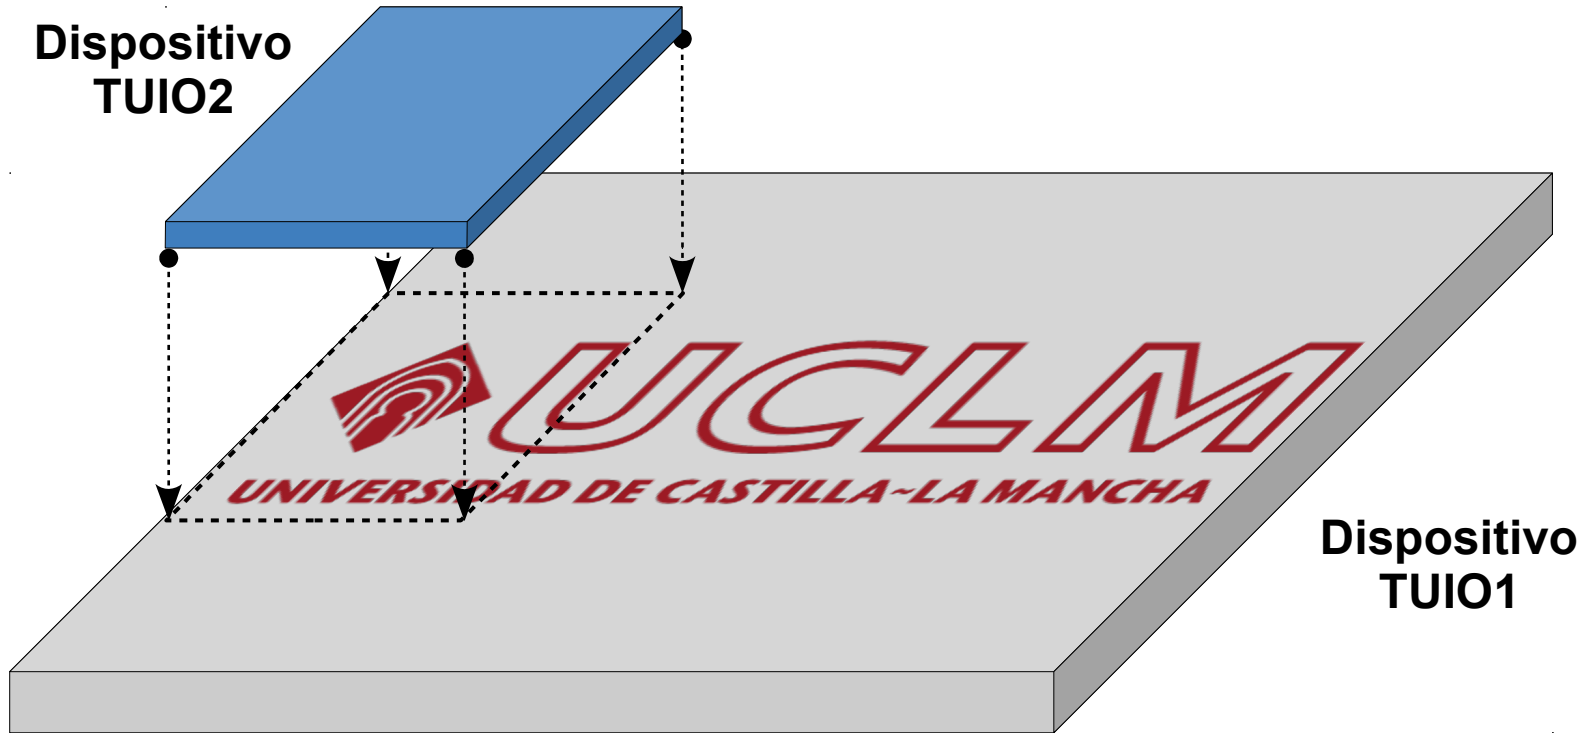 Dispositivo
TUIO2
UCLM
UNIVERSIDAD DE CASTILLA~LA MANCHA
Dispositivo
TUIO1